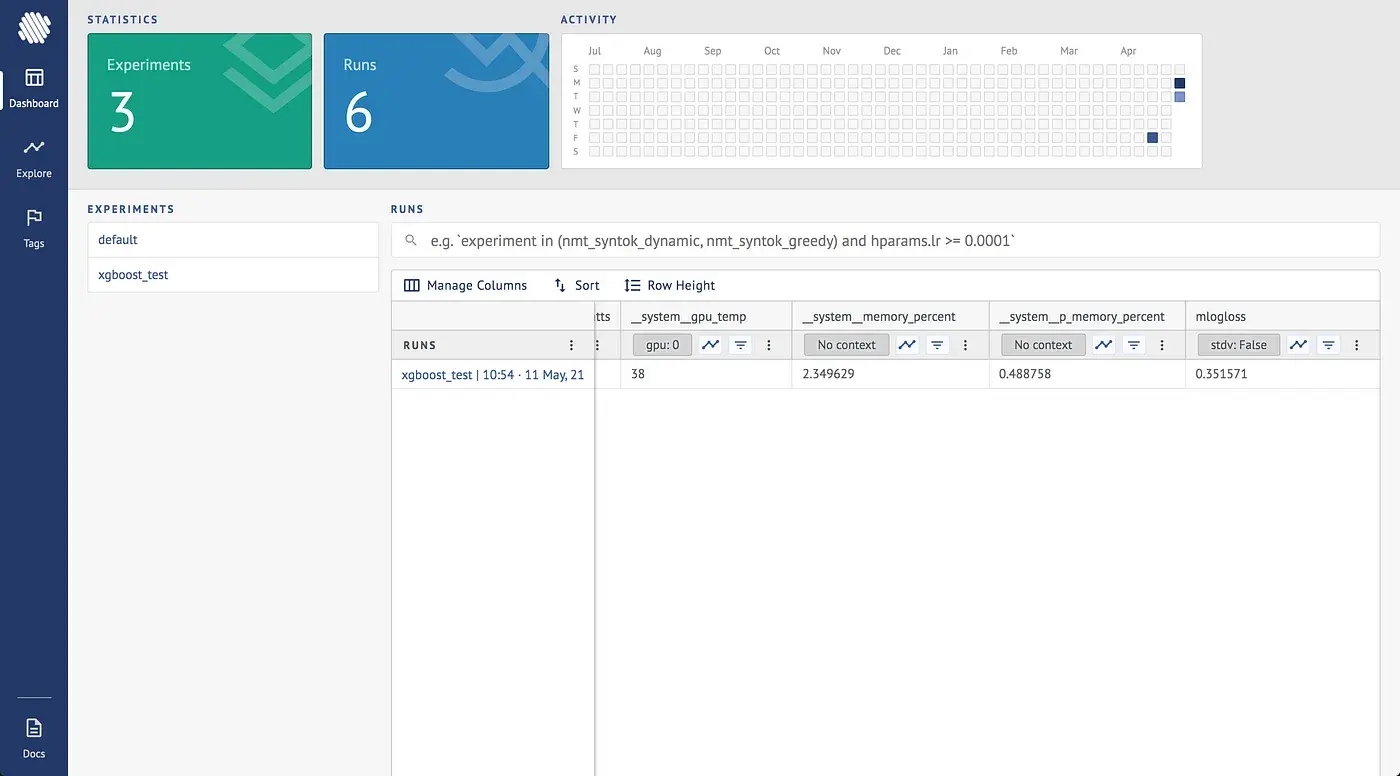 Dashboard
Explore
Tags
Docs
STATISTICS
Experiments
3
Runs
6
ACTIVITY
Jul Aug Sep Oct Nov Dec Jan Feb Mar Apr
S
M
T
W
T
F
S
EXPERIMENTS
default
xgboost_test
RUNS
e.g. `experiment in (nmt_syntok_dynamic, nmt_syntok_greedy) and hparams.lr >= 0.0001`
Manage Columns Sort Row Height
tts __system__gpu_temp __system__memory_percent __system__p_memory_percent mlogloss
RUNS gpu: 0 No context No context stdv: False
xgboost_test | 10:54 · 11 May, 21 38 2.349629 0.488758 0.351571